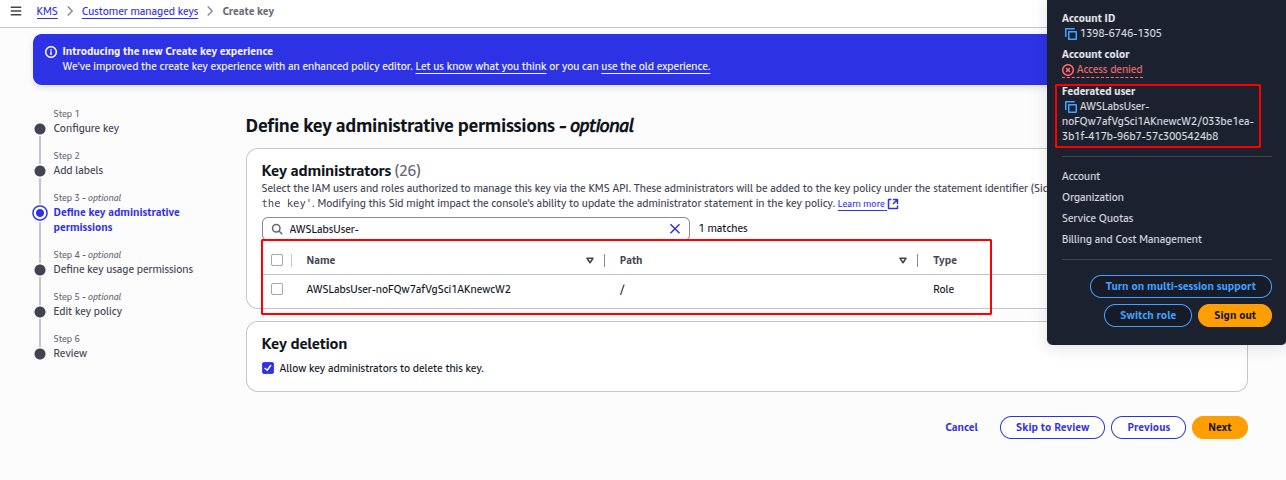 KMS > Customer managed keys > Create key
Introducing the new Create key experience
We've improved the create key experience with an enhanced policy editor. Let us know what you think or you can use the old experience.
Step 1
Configure key
Step 2
Add labels
Step 3 - optional
Define key administrative
permissions
Step 4 - optional
Define key usage permissions
Step 5 - optional
Edit key policy
Step 6
Review
Define key administrative permissions - optional
Key administrators (26)
Select the IAM users and roles authorized to manage this key via the KMS API. These administrators will be added to the key policy under the statement identifier (Sid
the key'. Modifying this Sid might impact the console's ability to update the administrator statement in the key policy. Learn more
AWSLabsUser-
1 matches
Name Path Type
AWSLabsUser-noFQw7afVgSci1AKnewcW2 / Role
Key deletion
Allow key administrators to delete this key.
Cancel Skip to Review Previous Next
Account ID
1398-6746-1305
Account color
Access denied
Federated user
AWSLabsUser-
noFQw7afVgSci1AKnewcW2/033be1ea-
3b1f-417b-96b7-57c3005424b8
Account
Organization
Service Quotas
Billing and Cost Management
Turn on multi-session support
Switch role Sign out